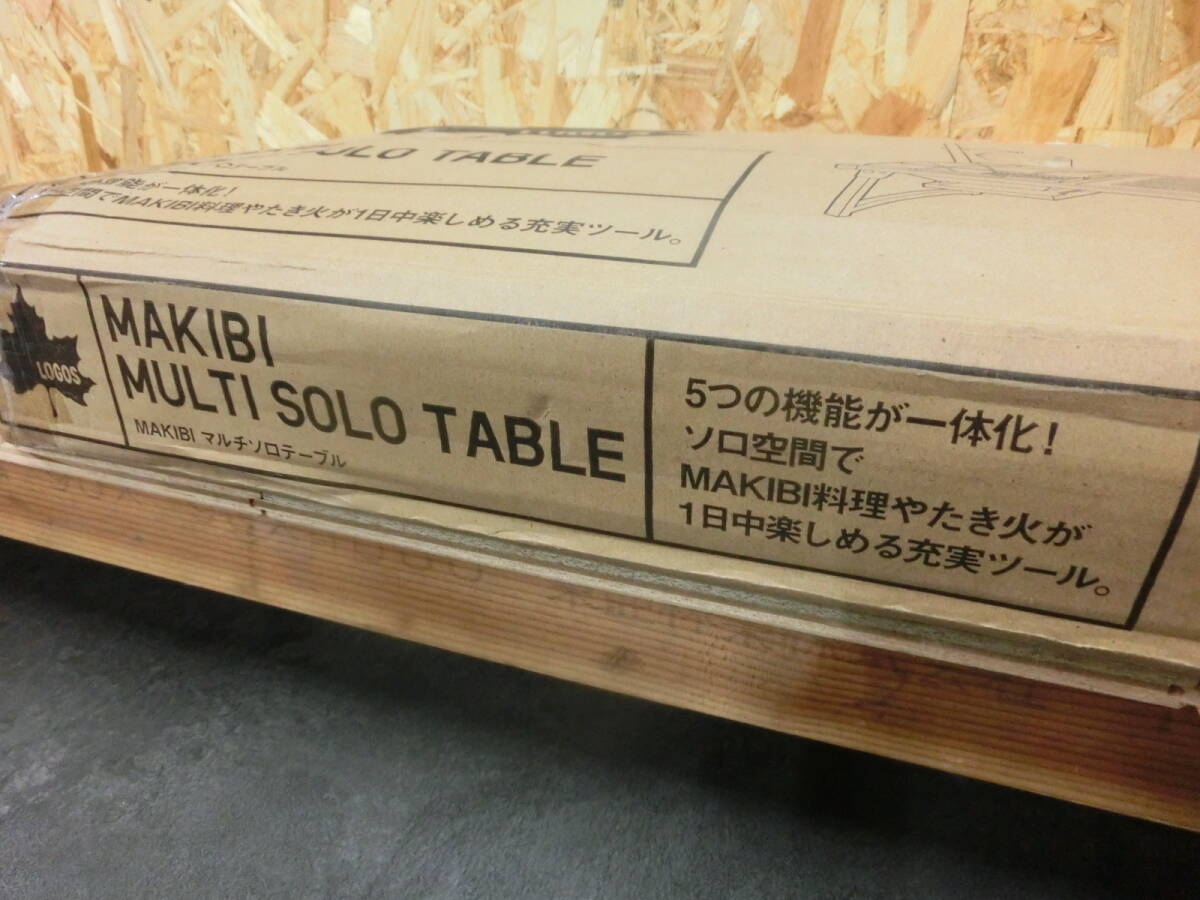 SOLO TABLE
機能が一体化!
空間でMAKIBI料理やたき火が1日中楽しめる充実ツール。
LOGOS
MAKIBI
MULTI SOLO TABLE
MAKIBI マルチソロテーブル
5つの機能が一体化!
ソロ空間で
MAKIBI料理やたき火が
1日中楽しめる充実ツール。